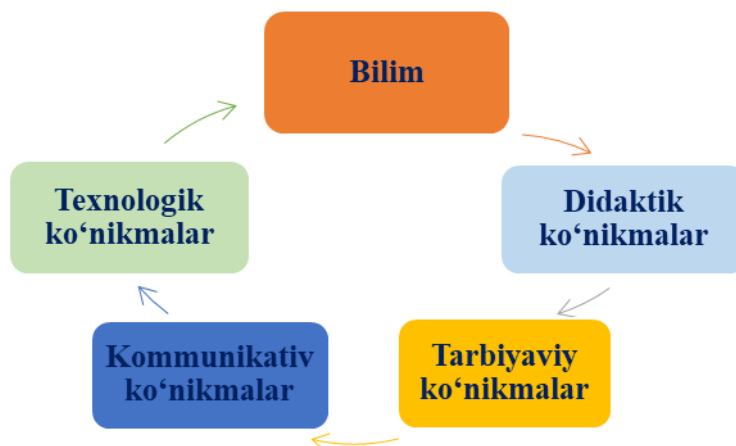 Bilim
Didaktik
ko‘nikmalar
Tarbiyaviy
ko‘nikmalar
Kommunikativ
ko‘nikmalar
Texnologik
ko‘nikmalar